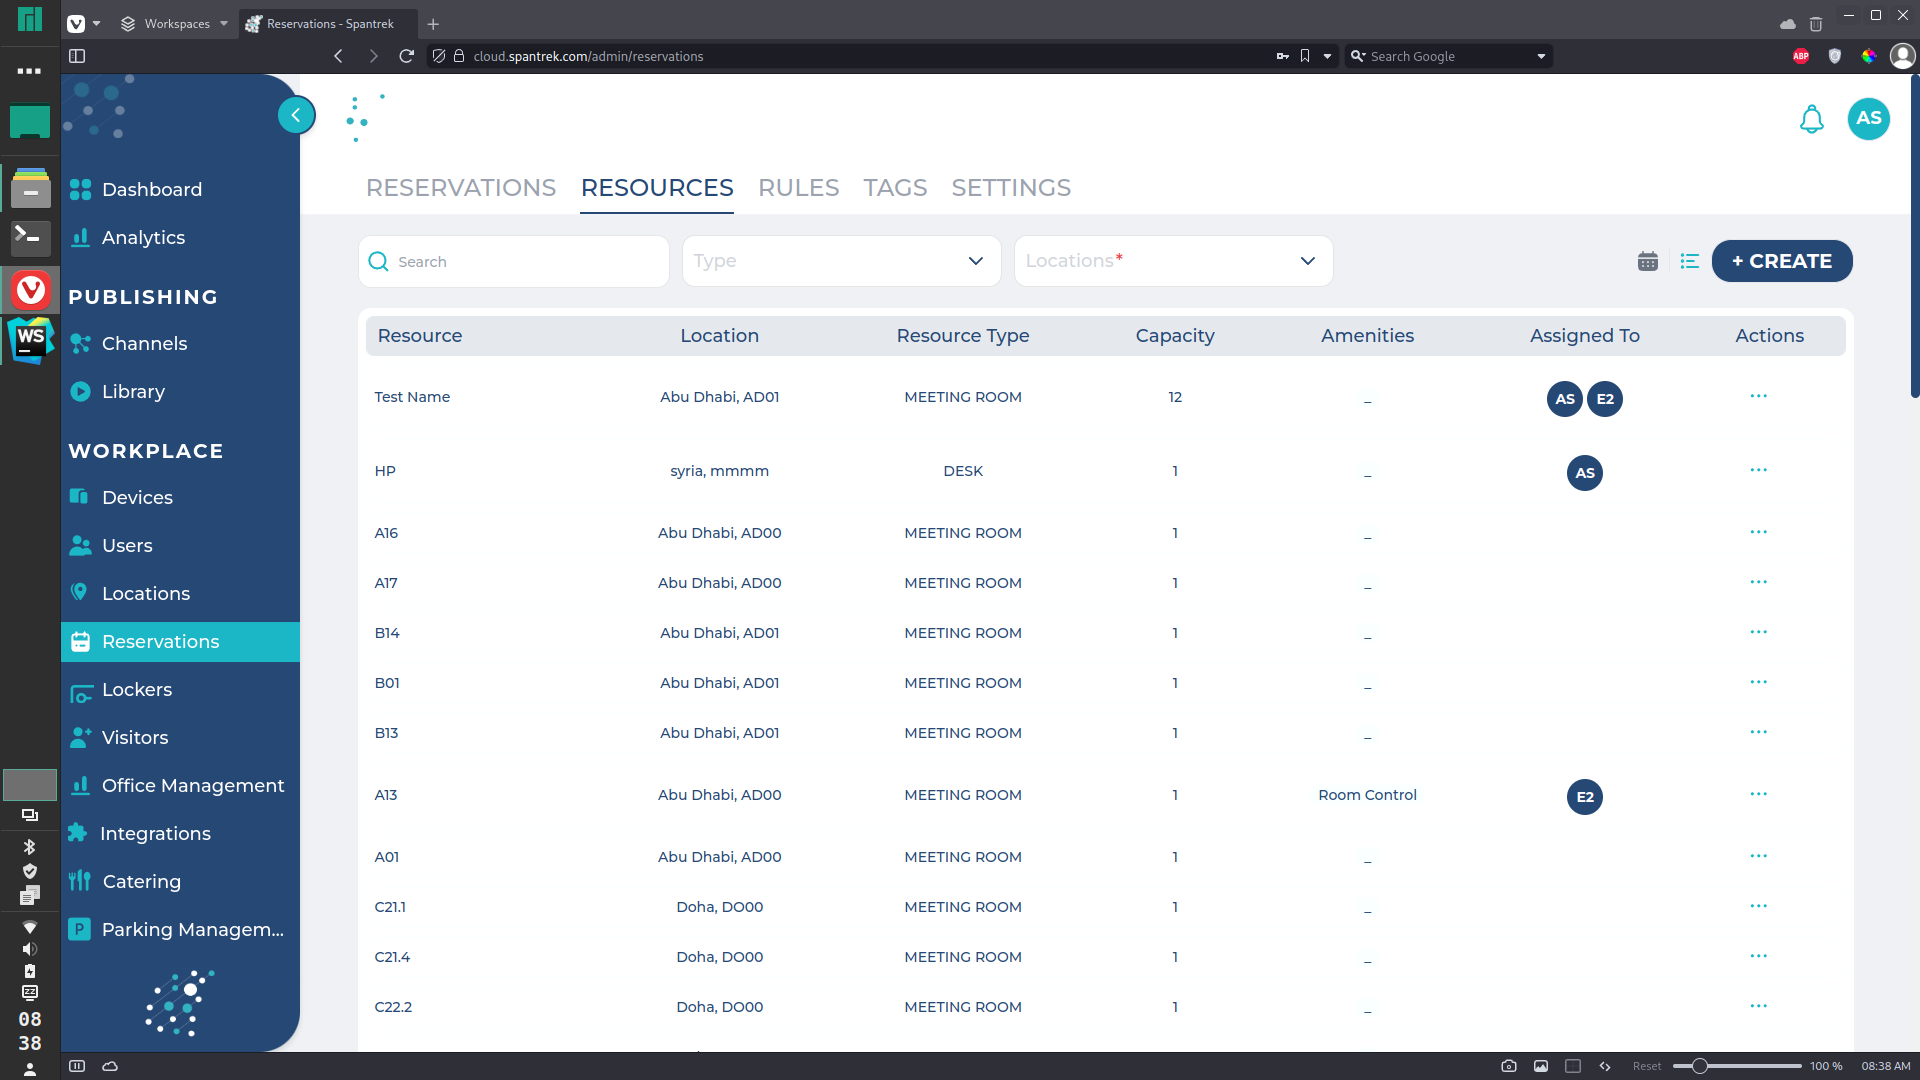 Workspaces
Reservations - Spantrek
cloud.spantrek.com/admin/reservations
Search Google
ABP
AS
Dashboard
Analytics
PUBLISHING
Channels
Library
WORKPLACE
Devices
Users
Locations
Reservations
Lockers
Visitors
Office Management
Integrations
Catering
P Parking Managem...
RESERVATIONS RESOURCES RULES TAGS SETTINGS
Search
Type
Locations*
+ CREATE
Resource Location Resource Type Capacity Amenities Assigned To Actions
Test Name Abu Dhabi, AD01 MEETING ROOM 12 _ AS E2 ...
HP syria, mmmm DESK 1 _ AS ...
A16 Abu Dhabi, AD00 MEETING ROOM 1 _ ...
A17 Abu Dhabi, AD00 MEETING ROOM 1 _ ...
B14 Abu Dhabi, AD01 MEETING ROOM 1 _ ...
B01 Abu Dhabi, AD01 MEETING ROOM 1 _ ...
B13 Abu Dhabi, AD01 MEETING ROOM 1 _ ...
A13 Abu Dhabi, AD00 MEETING ROOM 1 Room Control E2 ...
A01 Abu Dhabi, AD00 MEETING ROOM 1 _ ...
C21.1 Doha, DO00 MEETING ROOM 1 _ ...
C21.4 Doha, DO00 MEETING ROOM 1 _ ...
C22.2 Doha, DO00 MEETING ROOM 1 _ ...
WS
zz
08
38
Reset
100 %
08:38 AM